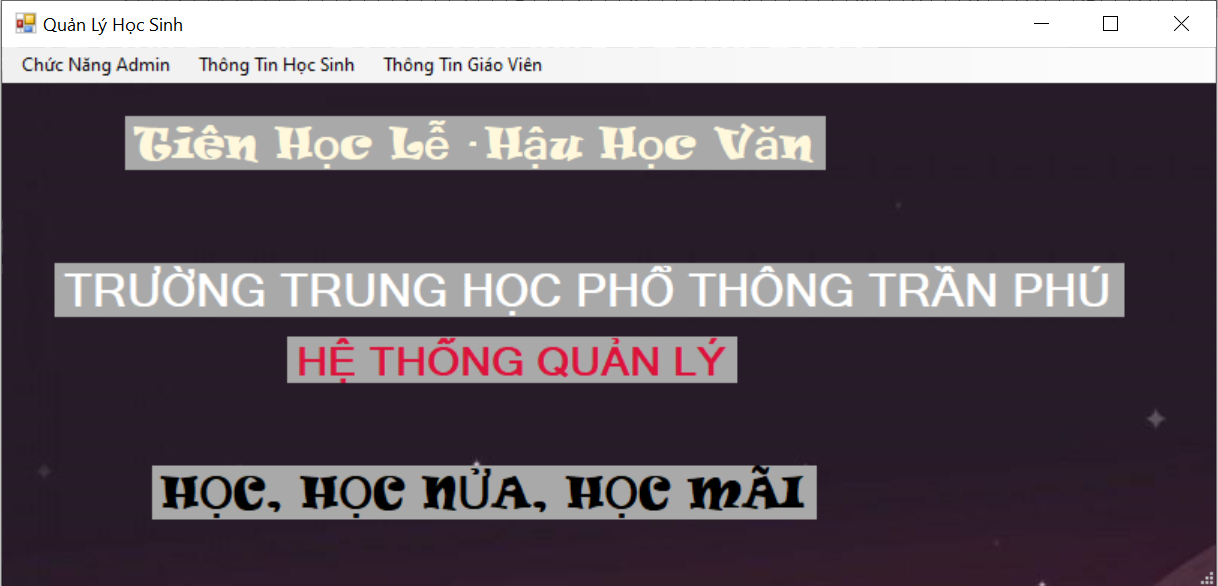 Quản Lý Học Sinh
Chức Năng Admin Thông Tin Học Sinh Thông Tin Giáo Viên
Tiên Học Lễ - Hậu Học Văn
TRƯỜNG TRUNG HỌC PHỔ THÔNG TRẦN PHÚ
HỆ THỐNG QUẢN LÝ
HỌC, HỌC NỬA, HỌC MÃI